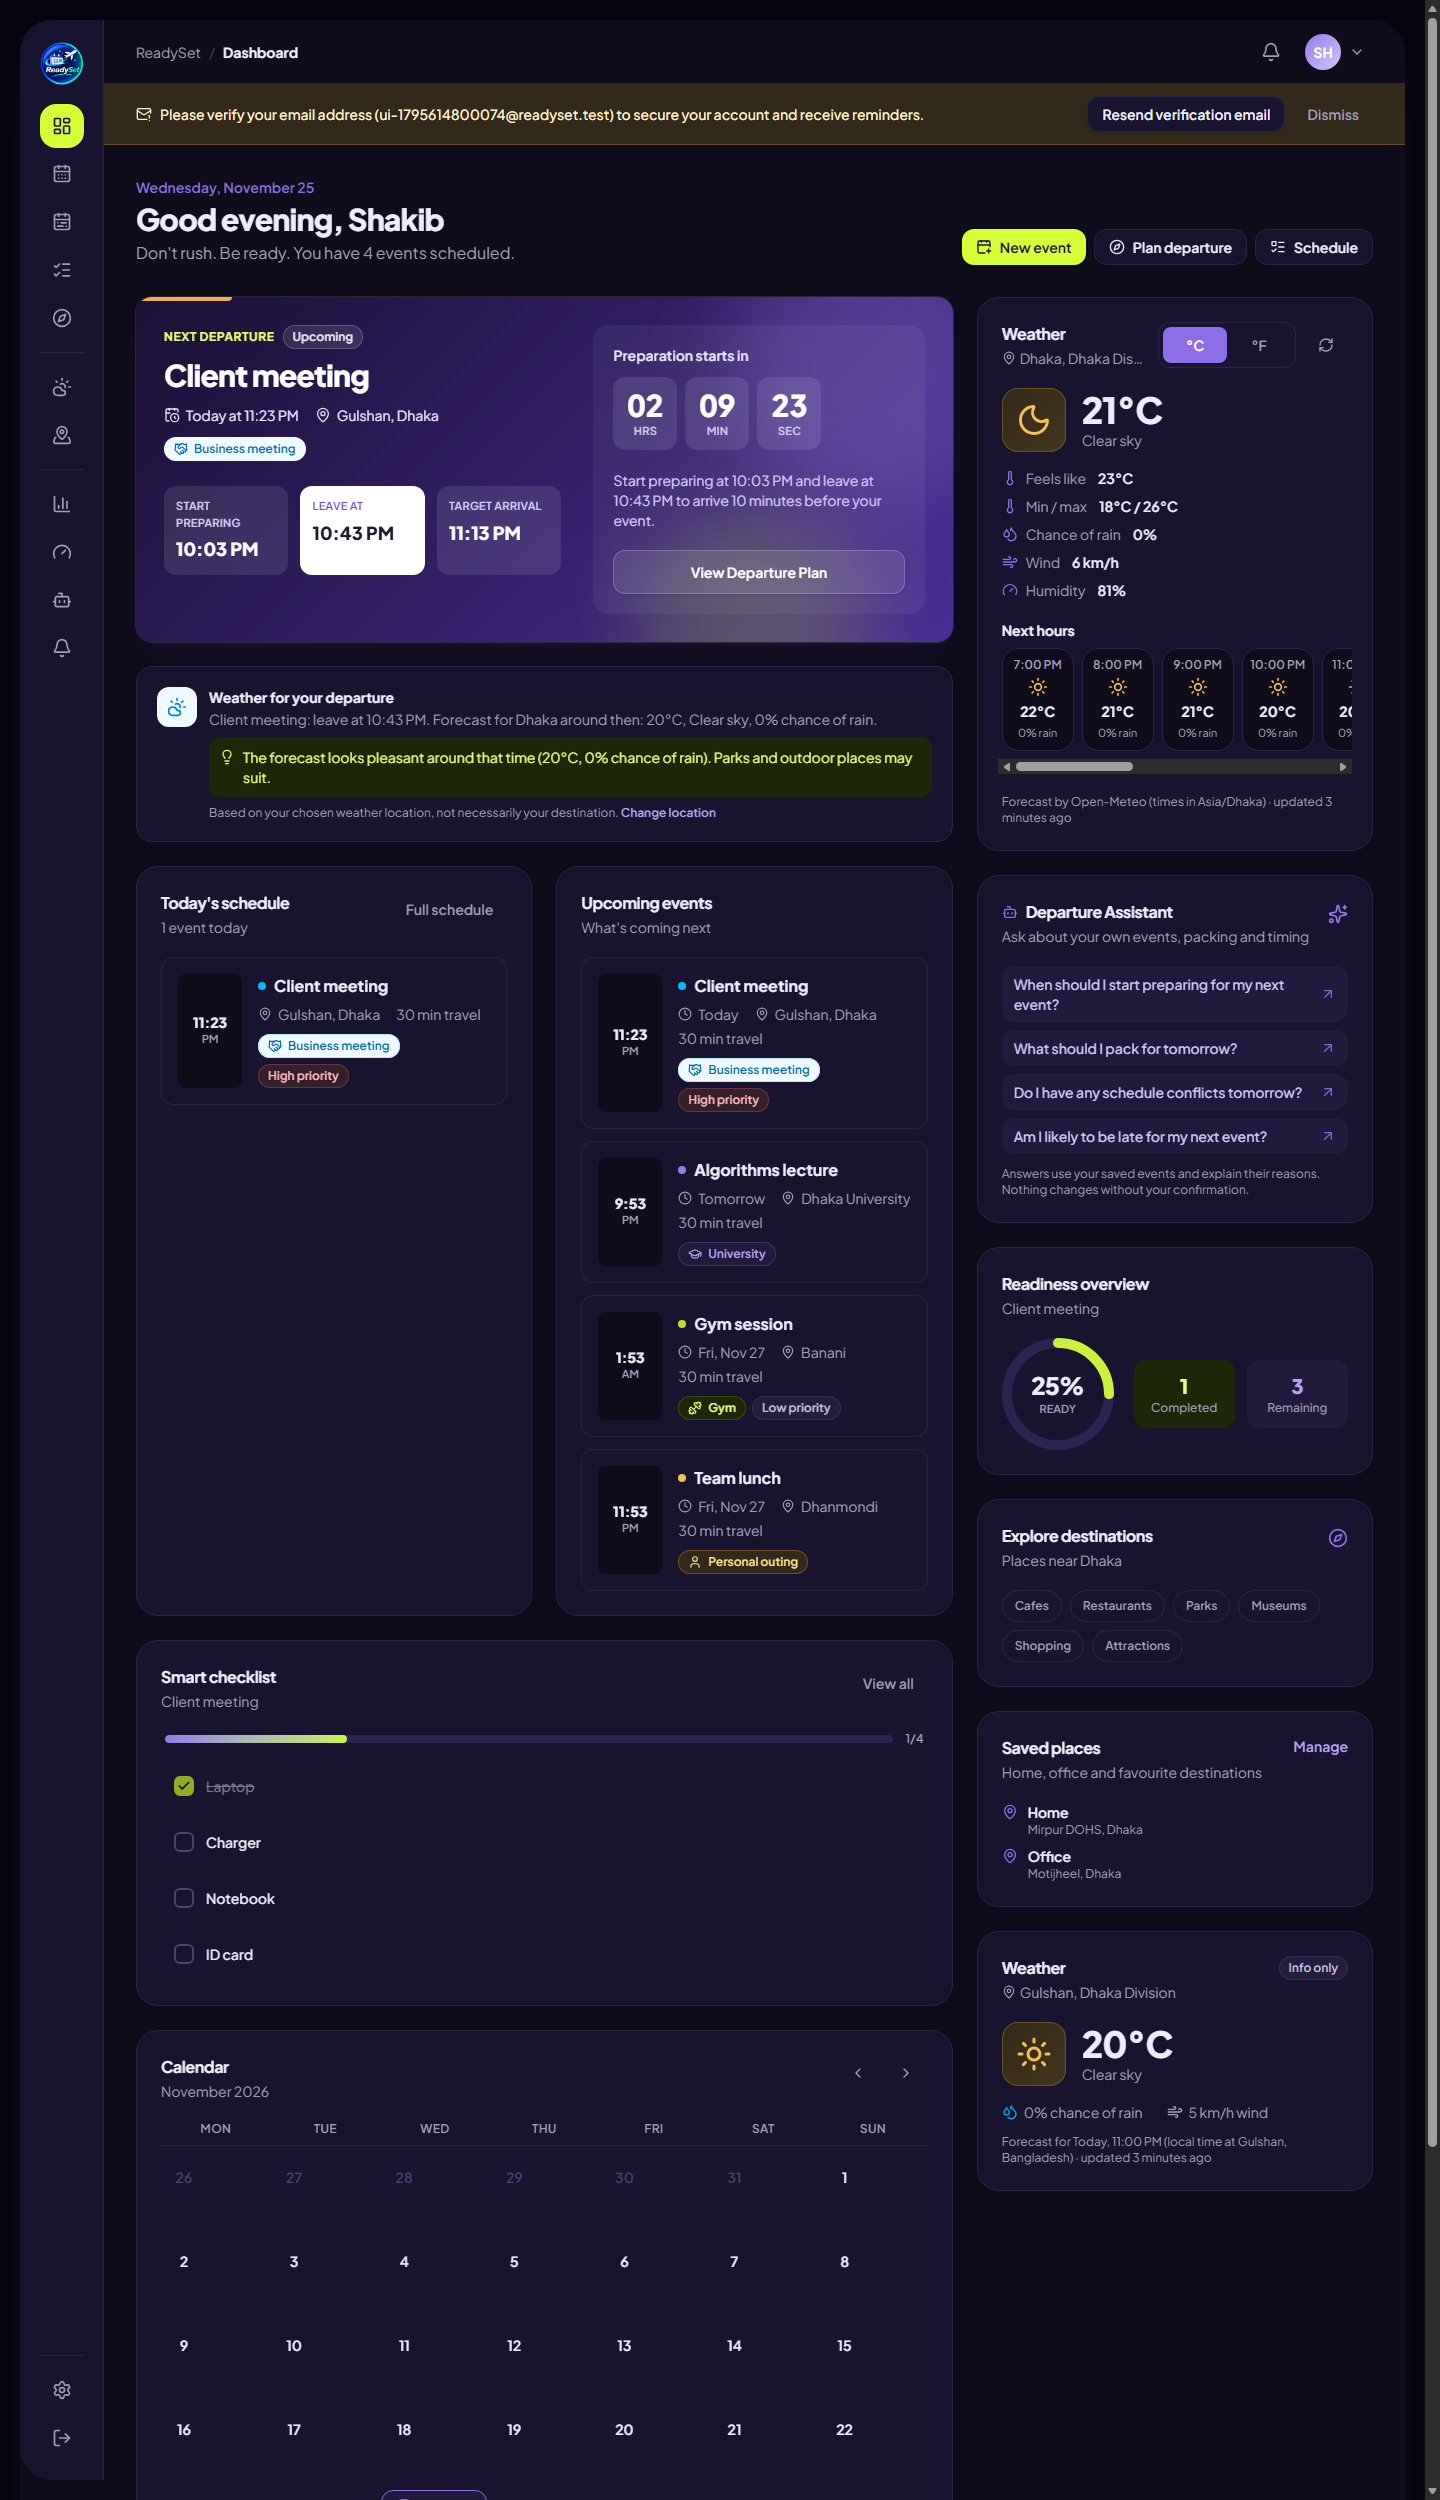 ReadySet
ReadySet / Dashboard
SH
Please verify your email address (ui-1795614800074@readyset.test) to secure your account and receive reminders.
Resend verification email
Dismiss
Wednesday, November 25
Good evening, Shakib
Don't rush. Be ready. You have 4 events scheduled.
New event
Plan departure
Schedule
NEXT DEPARTURE
Upcoming
Client meeting
Today at 11:23 PM
Gulshan, Dhaka
Business meeting
START
PREPARING
10:03 PM
LEAVE AT
10:43 PM
TARGET ARRIVAL
11:13 PM
Preparation starts in
02
HRS
09
MIN
23
SEC
Start preparing at 10:03 PM and leave at
10:43 PM to arrive 10 minutes before your
event.
View Departure Plan
Weather for your departure
Client meeting: leave at 10:43 PM. Forecast for Dhaka around then: 20°C, Clear sky, 0% chance of rain.
The forecast looks pleasant around that time (20°C, 0% chance of rain). Parks and outdoor places may
suit.
Based on your chosen weather location, not necessarily your destination. Change location
Today's schedule
1 event today
Full schedule
11:23
PM
Client meeting
Gulshan, Dhaka
30 min travel
Business meeting
High priority
Upcoming events
What's coming next
11:23
PM
Client meeting
Today
Gulshan, Dhaka
30 min travel
Business meeting
High priority
9:53
PM
Algorithms lecture
Tomorrow
Dhaka University
30 min travel
University
1:53
AM
Gym session
Fri, Nov 27
Banani
30 min travel
Gym
Low priority
11:53
PM
Team lunch
Fri, Nov 27
Dhanmondi
30 min travel
Personal outing
Smart checklist
Client meeting
View all
1/4
Laptop
Charger
Notebook
ID card
Calendar
November 2026
MON TUE WED THU FRI SAT SUN
26 27 28 29 30 31 1
2 3 4 5 6 7 8
9 10 11 12 13 14 15
16 17 18 19 20 21 22
Weather
Dhaka, Dhaka Dis...
°C
°F
21°C
Clear sky
Feels like 23°C
Min / max 18°C / 26°C
Chance of rain 0%
Wind 6 km/h
Humidity 81%
Next hours
7:00 PM
22°C
0% rain
8:00 PM
21°C
0% rain
9:00 PM
21°C
0% rain
10:00 PM
20°C
0% rain
Forecast by Open-Meteo (times in Asia/Dhaka) · updated 3
minutes ago
Departure Assistant
Ask about your own events, packing and timing
When should I start preparing for my next
event?
What should I pack for tomorrow?
Do I have any schedule conflicts tomorrow?
Am I likely to be late for my next event?
Answers use your saved events and explain their reasons.
Nothing changes without your confirmation.
Readiness overview
Client meeting
25%
READY
1
Completed
3
Remaining
Explore destinations
Places near Dhaka
Cafes
Restaurants
Parks
Museums
Shopping
Attractions
Saved places
Manage
Home, office and favourite destinations
Home
Mirpur DOHS, Dhaka
Office
Motijheel, Dhaka
Weather
Info only
Gulshan, Dhaka Division
20°C
Clear sky
0% chance of rain
5 km/h wind
Forecast for Today, 11:00 PM (local time at Gulshan,
Bangladesh) · updated 3 minutes ago